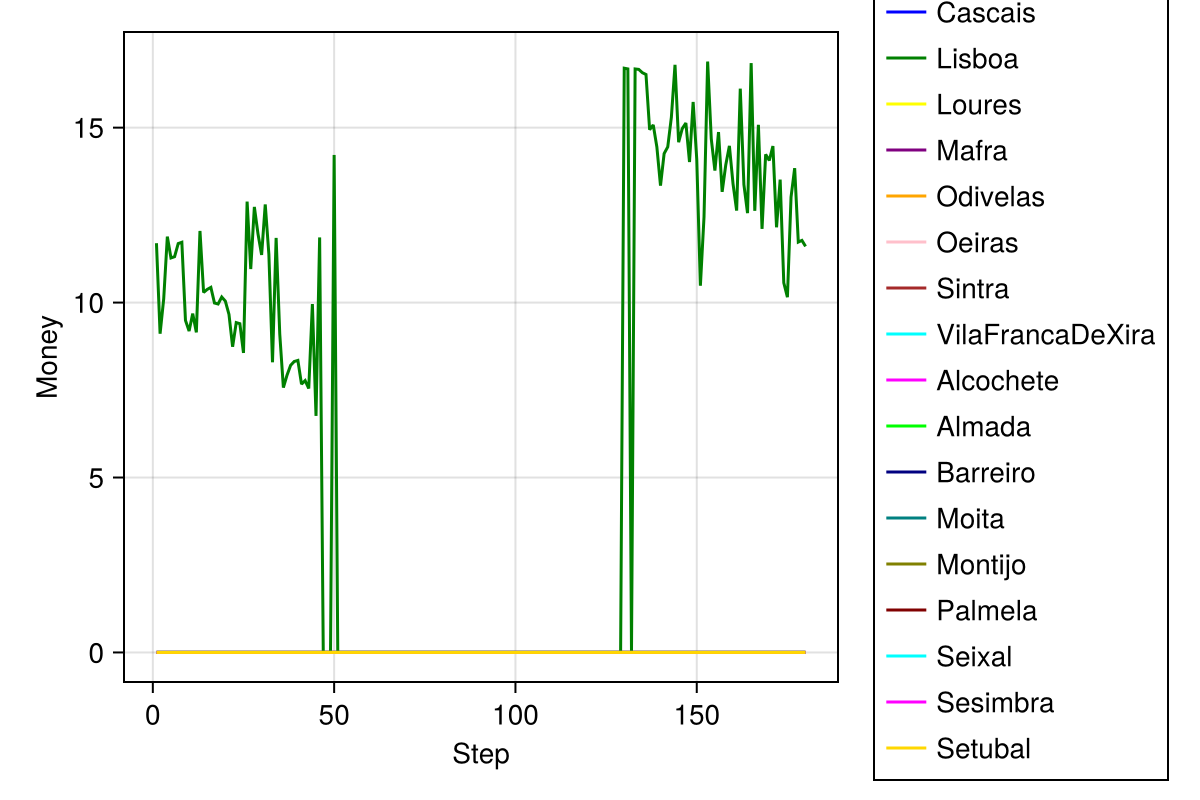 Cascais
Lisboa
Loures
Mafra
Odivelas
Oeiras
Sintra
VilaFrancaDeXira
Alcochete
Almada
Barreiro
Moita
Montijo
Palmela
Seixal
Sesimbra
Setubal
15
10
5
0
Money
0 50 100 150
Step